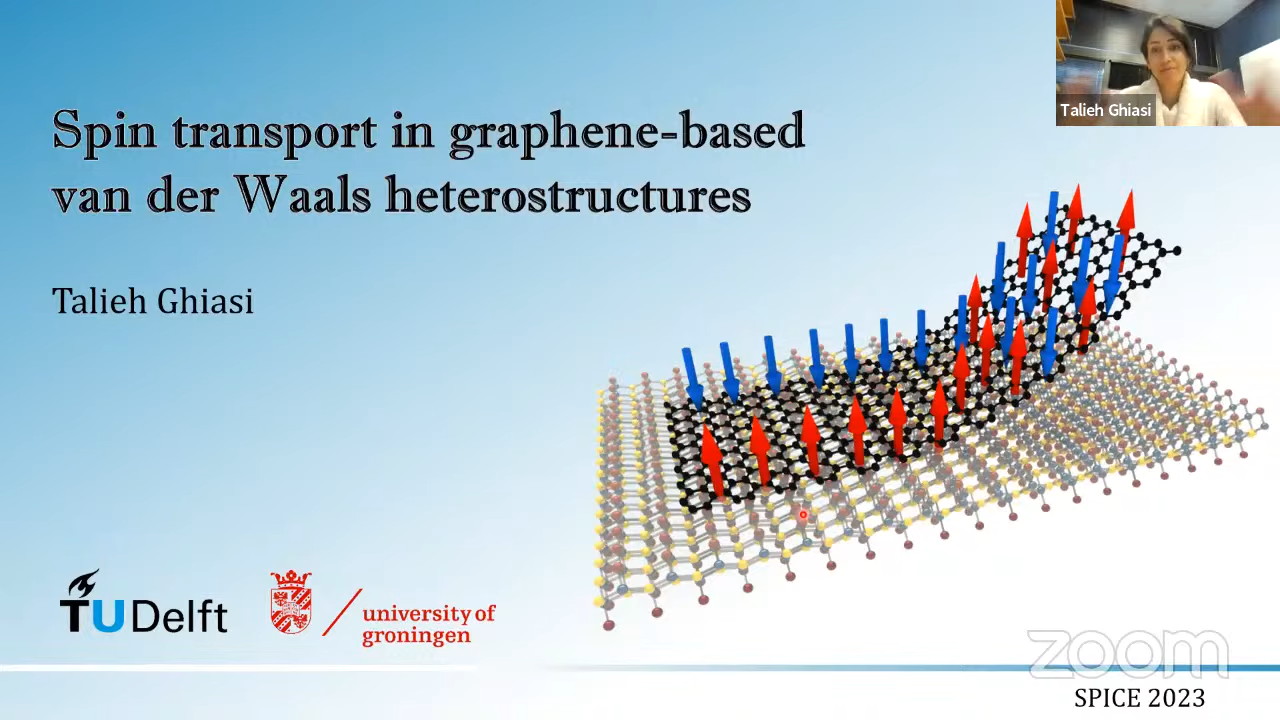 Talieh Ghiasi
Spin transport in graphene-based
van der Waals heterostructures
Talieh Ghiasi
TUDelft
university of
groningen
zoom
SPICE 2023